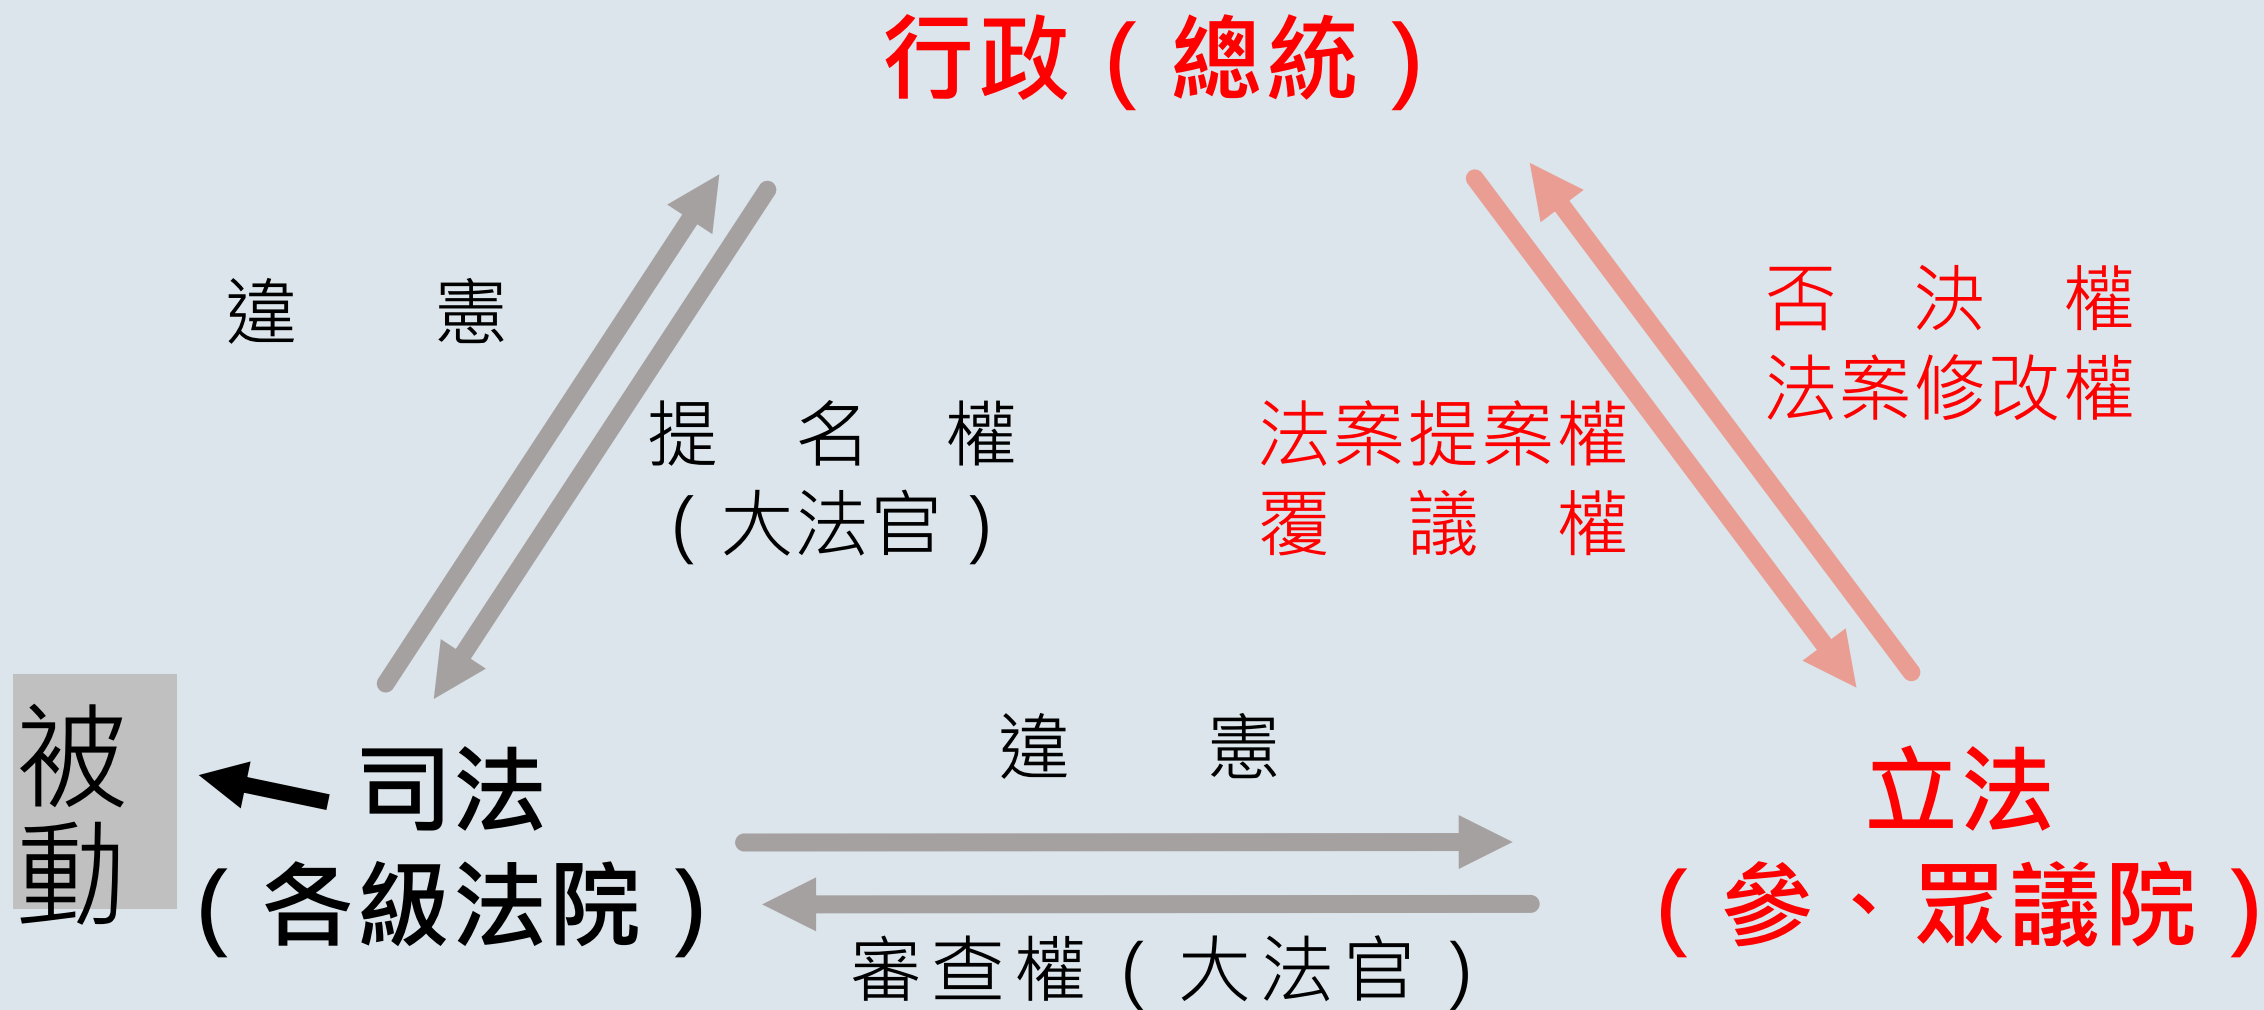 行政（總統）
違憲
提名權
（大法官）
法案提案權
覆議權
否決權
法案修改權
被動
司法
（各級法院）
違憲
審查權（大法官）
立法
（參、眾議院）